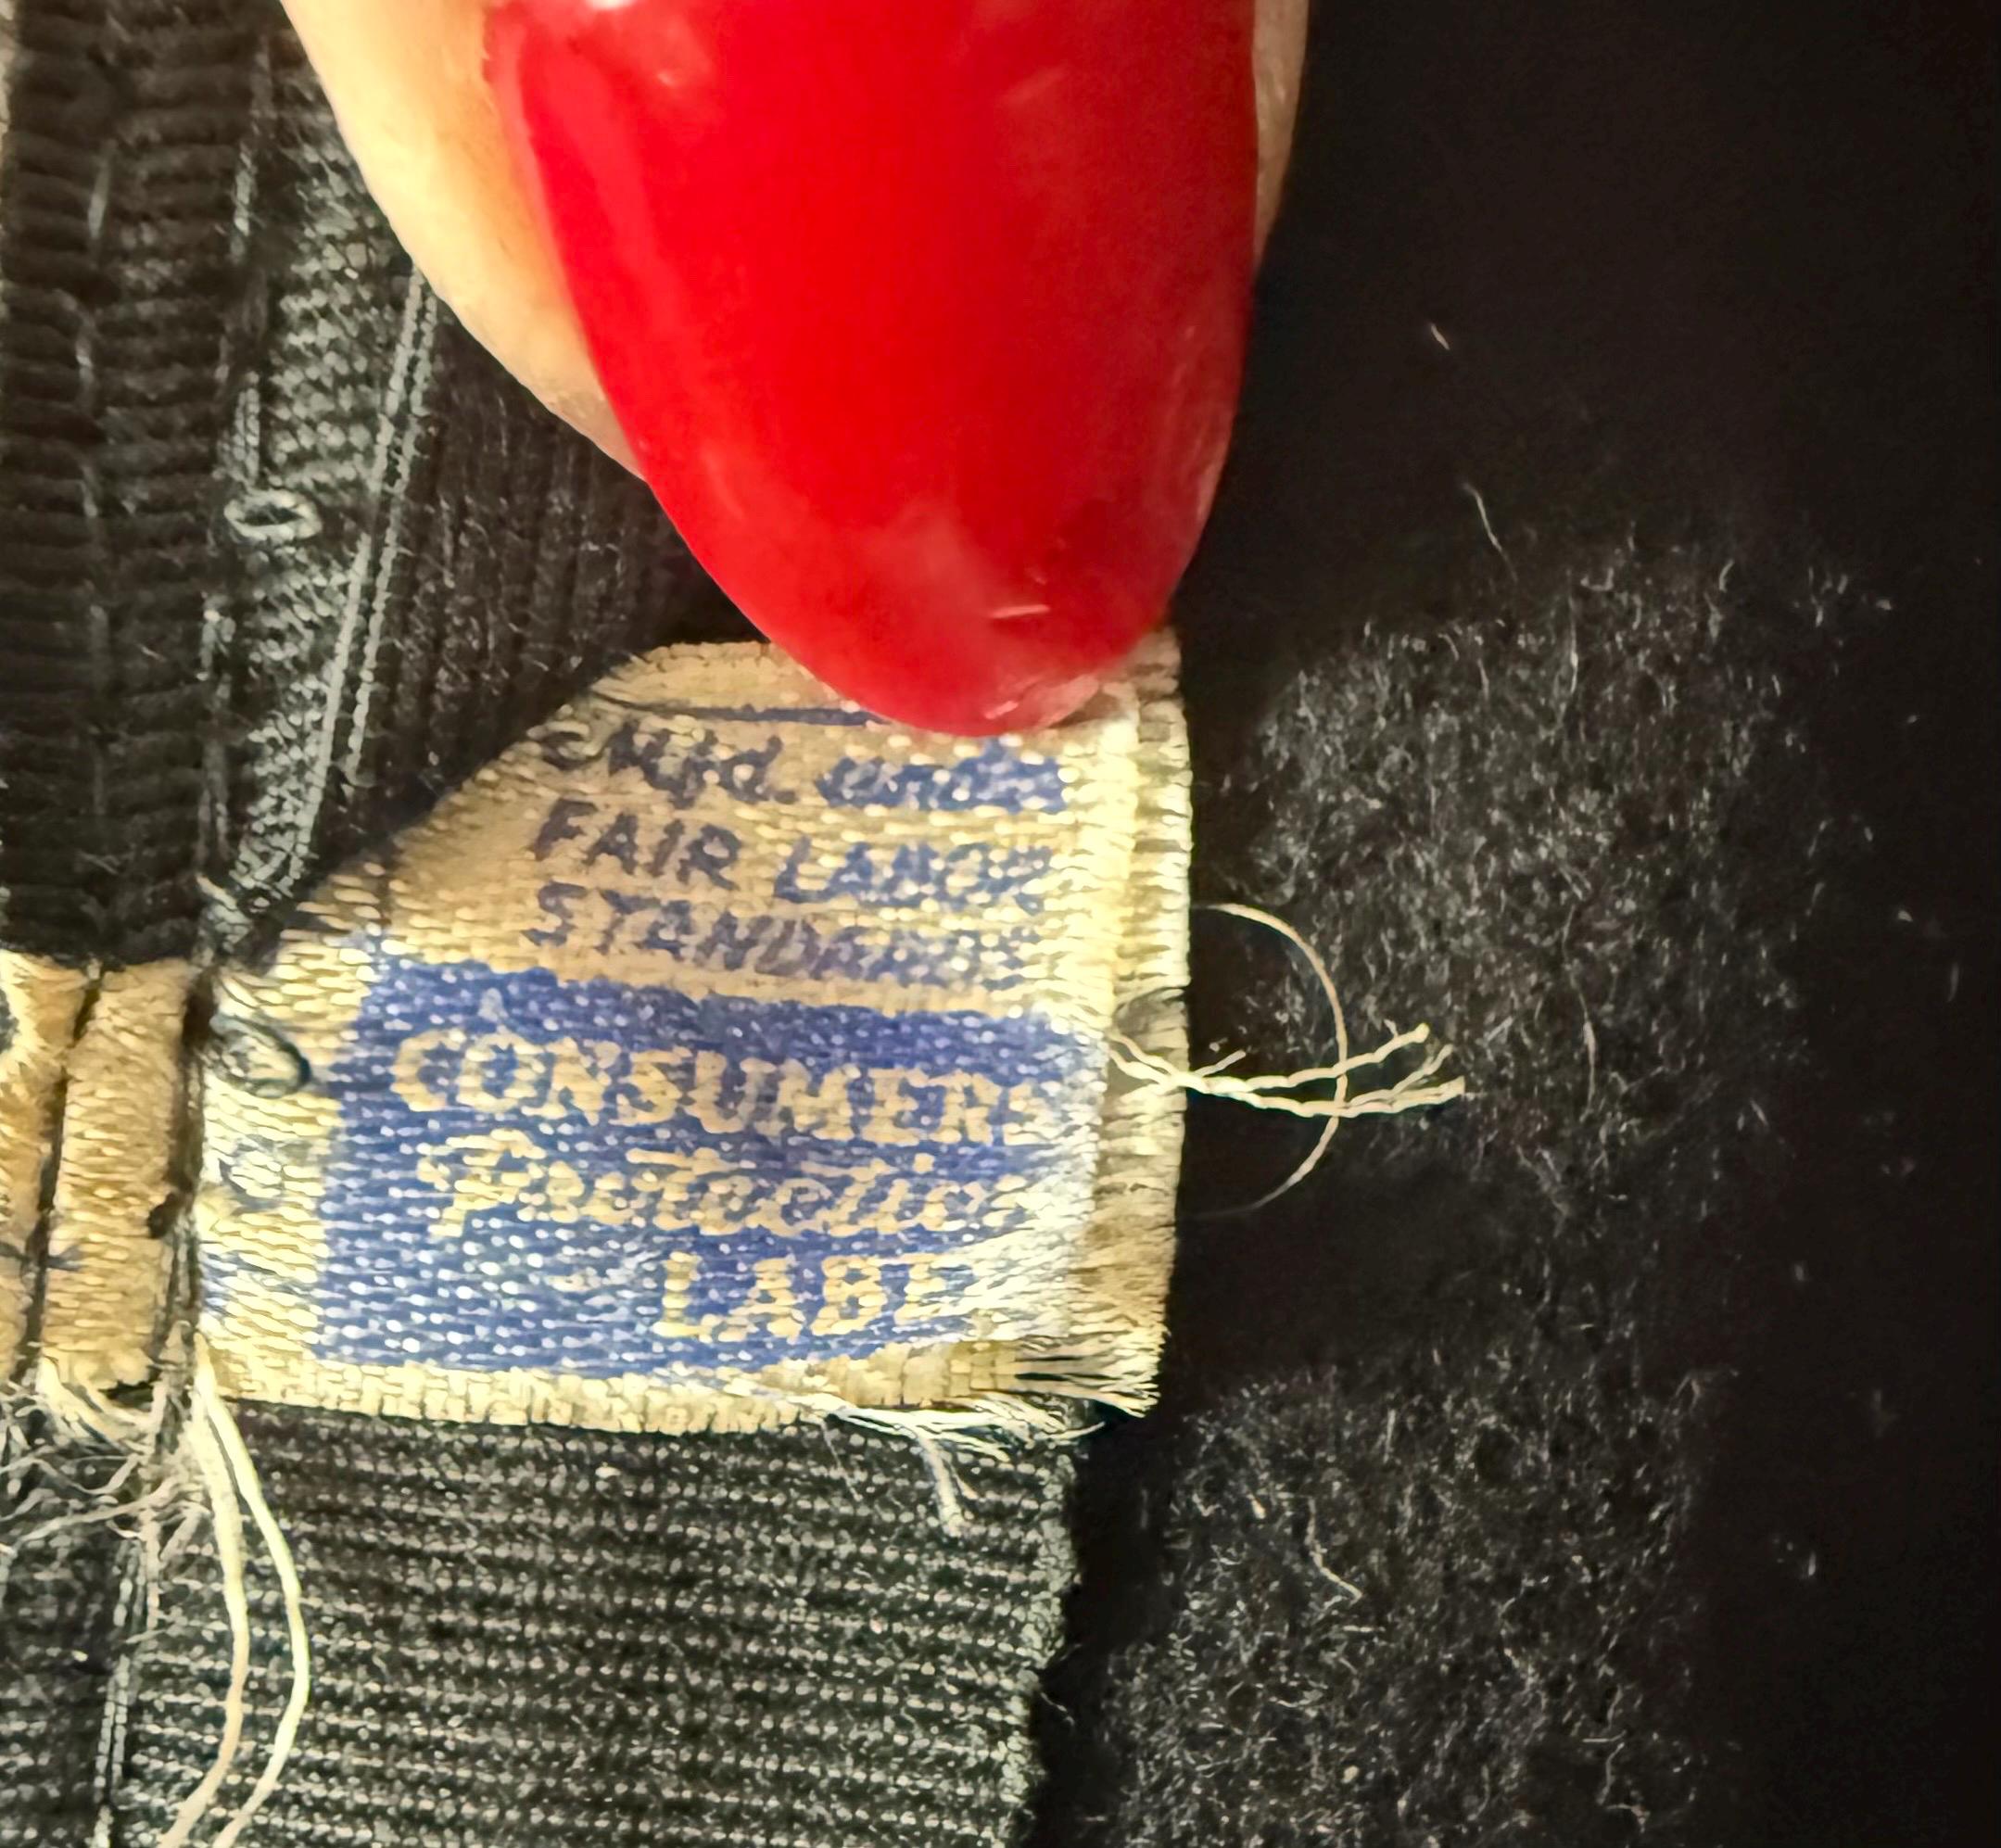 Mfd. under
FAIR LABOR
STANDARDS
CONSUMERS
Protection
LABEL